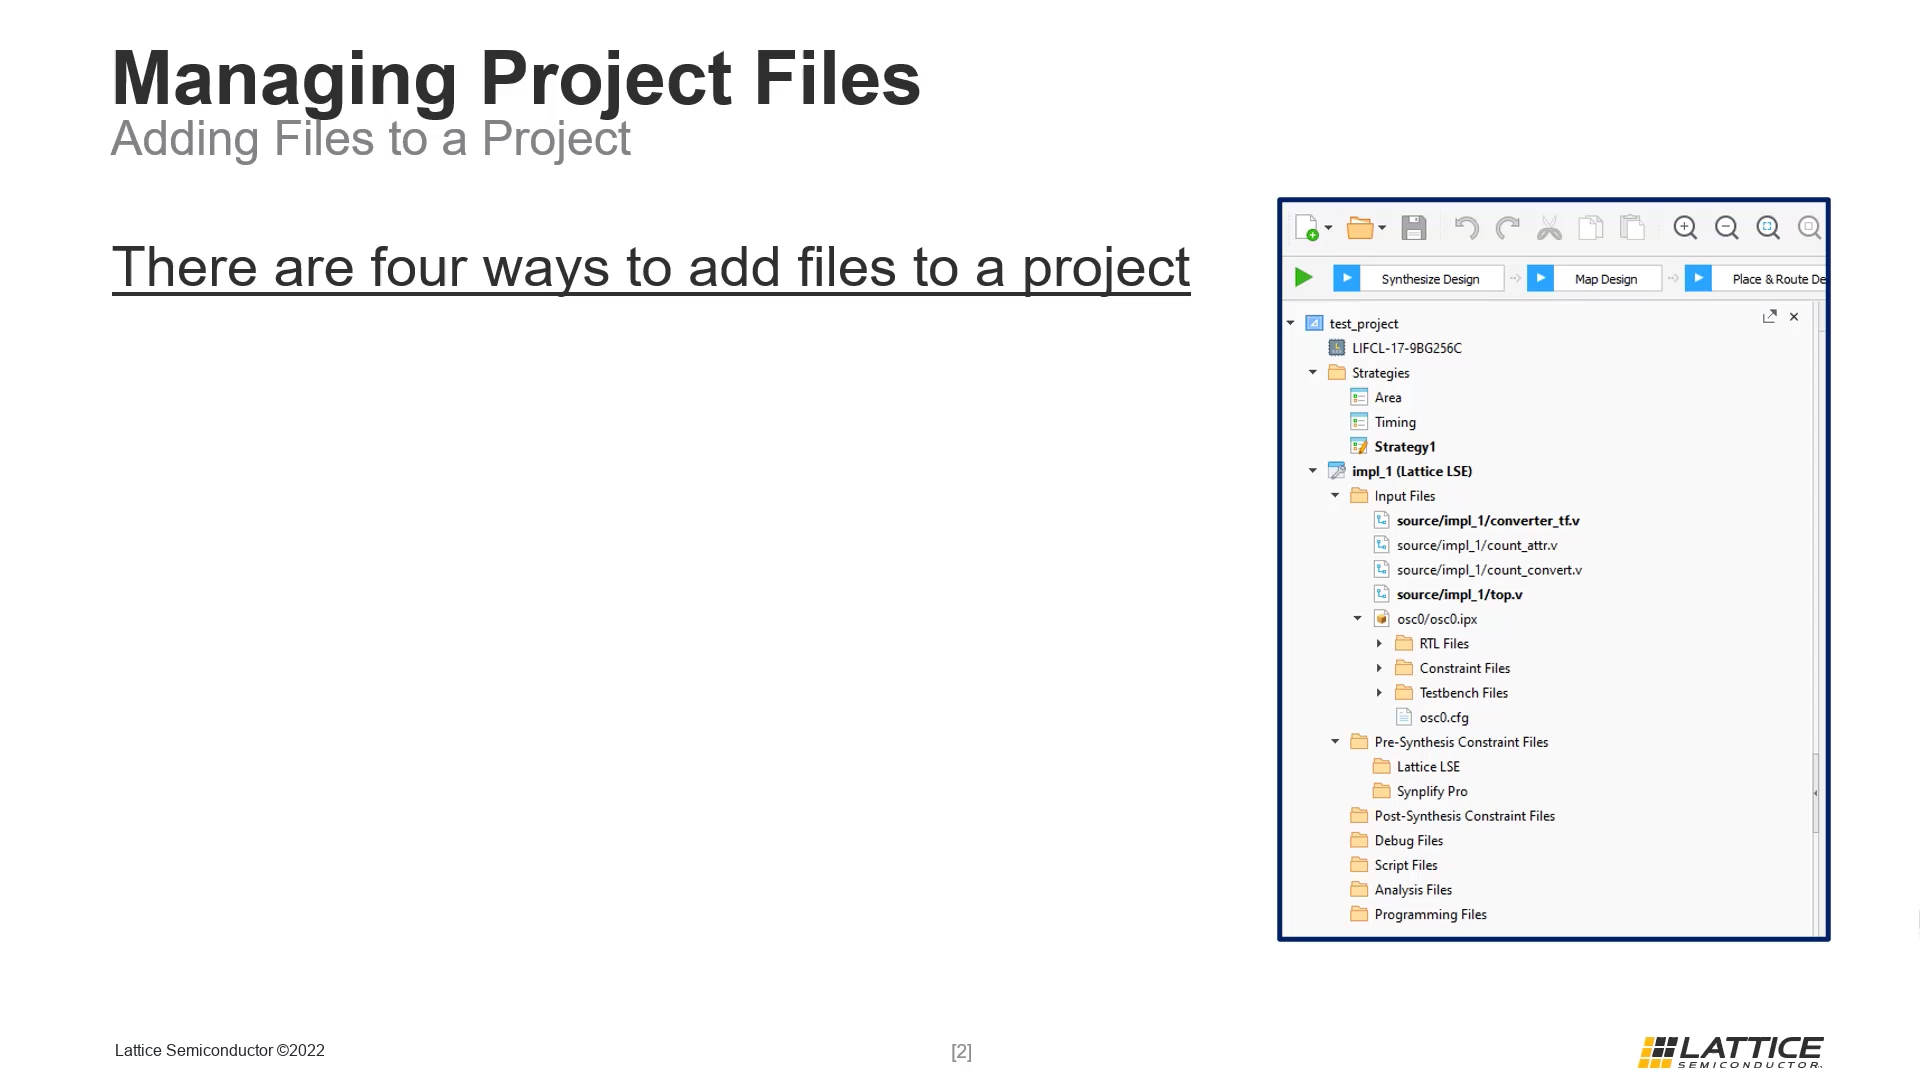 Managing Project Files
Adding Files to a Project
There are four ways to add files to a project
Synthesize Design
Map Design
Place & Route De
test_project
LIFCL-17-9BG256C
Strategies
Area
Timing
Strategy1
impl_1 (Lattice LSE)
Input Files
source/impl_1/converter_tf.v
source/impl_1/count_attr.v
source/impl_1/count_convert.v
source/impl_1/top.v
osc0/osc0.ipx
RTL Files
Constraint Files
Testbench Files
osc0.cfg
Pre-Synthesis Constraint Files
Lattice LSE
Synplify Pro
Post-Synthesis Constraint Files
Debug Files
Script Files
Analysis Files
Programming Files
Lattice Semiconductor ©2022
[2]
LATTICE
SEMICONDUCTOR